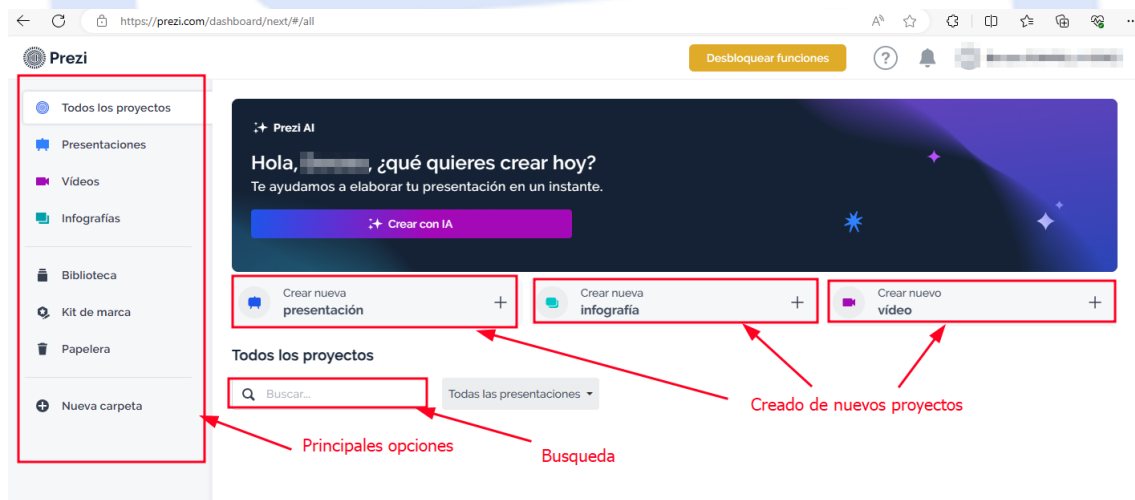 https://prezi.com/dashboard/next/#/all
Prezi
Desbloquear funciones
?
Todos los proyectos
Presentaciones
Vídeos
Infografías
Biblioteca
Kit de marca
Papelera
Nueva carpeta
Prezi AI
Hola, , ¿qué quieres crear hoy?
Te ayudamos a elaborar tu presentación en un instante.
Crear con IA
Crear nueva
presentación
Crear nueva
infografía
Crear nuevo
vídeo
Todos los proyectos
Buscar...
Todas las presentaciones
Creado de nuevos proyectos
Principales opciones
Busqueda